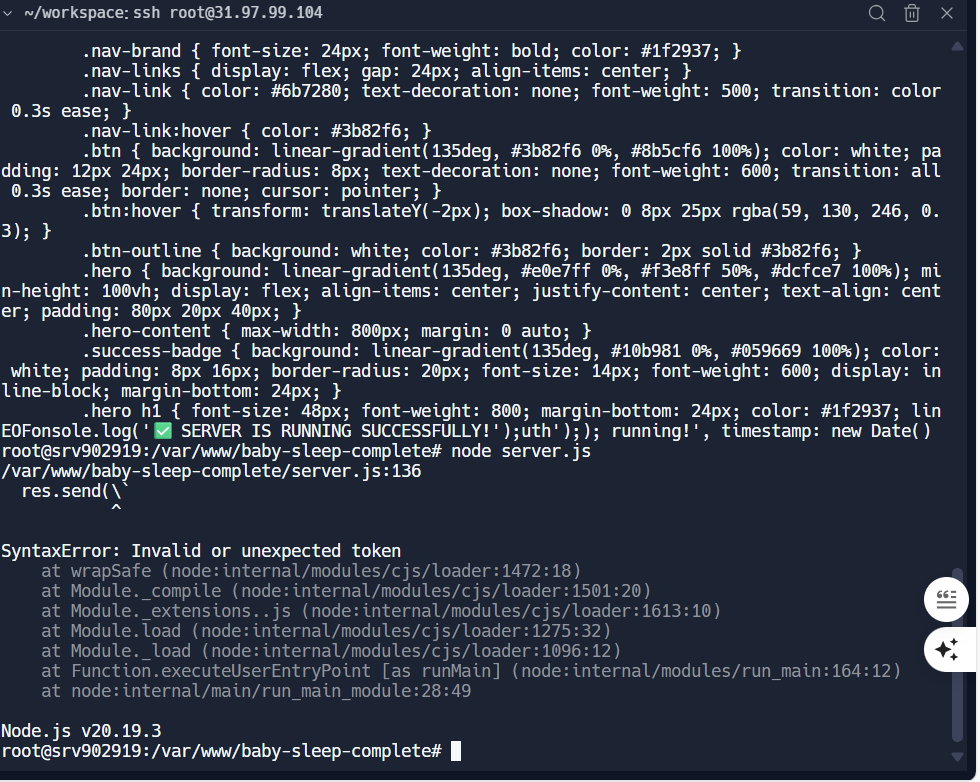 ~/workspace: ssh root@31.97.99.104
        .nav-brand { font-size: 24px; font-weight: bold; color: #1f2937; }
        .nav-links { display: flex; gap: 24px; align-items: center; }
        .nav-link { color: #6b7280; text-decoration: none; font-weight: 500; transition: color
 0.3s ease; }
        .nav-link:hover { color: #3b82f6; }
        .btn { background: linear-gradient(135deg, #3b82f6 0%, #8b5cf6 100%); color: white; pa
dding: 12px 24px; border-radius: 8px; text-decoration: none; font-weight: 600; transition: all
 0.3s ease; border: none; cursor: pointer; }
        .btn:hover { transform: translateY(-2px); box-shadow: 0 8px 25px rgba(59, 130, 246, 0.
3); }
        .btn-outline { background: white; color: #3b82f6; border: 2px solid #3b82f6; }
        .hero { background: linear-gradient(135deg, #e0e7ff 0%, #f3e8ff 50%, #dcfce7 100%); mi
n-height: 100vh; display: flex; align-items: center; justify-content: center; text-align: cent
er; padding: 80px 20px 40px; }
        .hero-content { max-width: 800px; margin: 0 auto; }
        .success-badge { background: linear-gradient(135deg, #10b981 0%, #059669 100%); color:
 white; padding: 8px 16px; border-radius: 20px; font-size: 14px; font-weight: 600; display: in
line-block; margin-bottom: 24px; }
        .hero h1 { font-size: 48px; font-weight: 800; margin-bottom: 24px; color: #1f2937; lin
EOFonsole.log('✅ SERVER IS RUNNING SUCCESSFULLY!');uth');); running!', timestamp: new Date()
root@srv902919:/var/www/baby-sleep-complete# node server.js
/var/www/baby-sleep-complete/server.js:136
  res.send(\`
           ^
SyntaxError: Invalid or unexpected token
    at wrapSafe (node:internal/modules/cjs/loader:1472:18)
    at Module._compile (node:internal/modules/cjs/loader:1501:20)
    at Module._extensions..js (node:internal/modules/cjs/loader:1613:10)
    at Module.load (node:internal/modules/cjs/loader:1275:32)
    at Module._load (node:internal/modules/cjs/loader:1096:12)
    at Function.executeUserEntryPoint [as runMain] (node:internal/modules/run_main:164:12)
    at node:internal/main/run_main_module:28:49
Node.js v20.19.3
root@srv902919:/var/www/baby-sleep-complete#